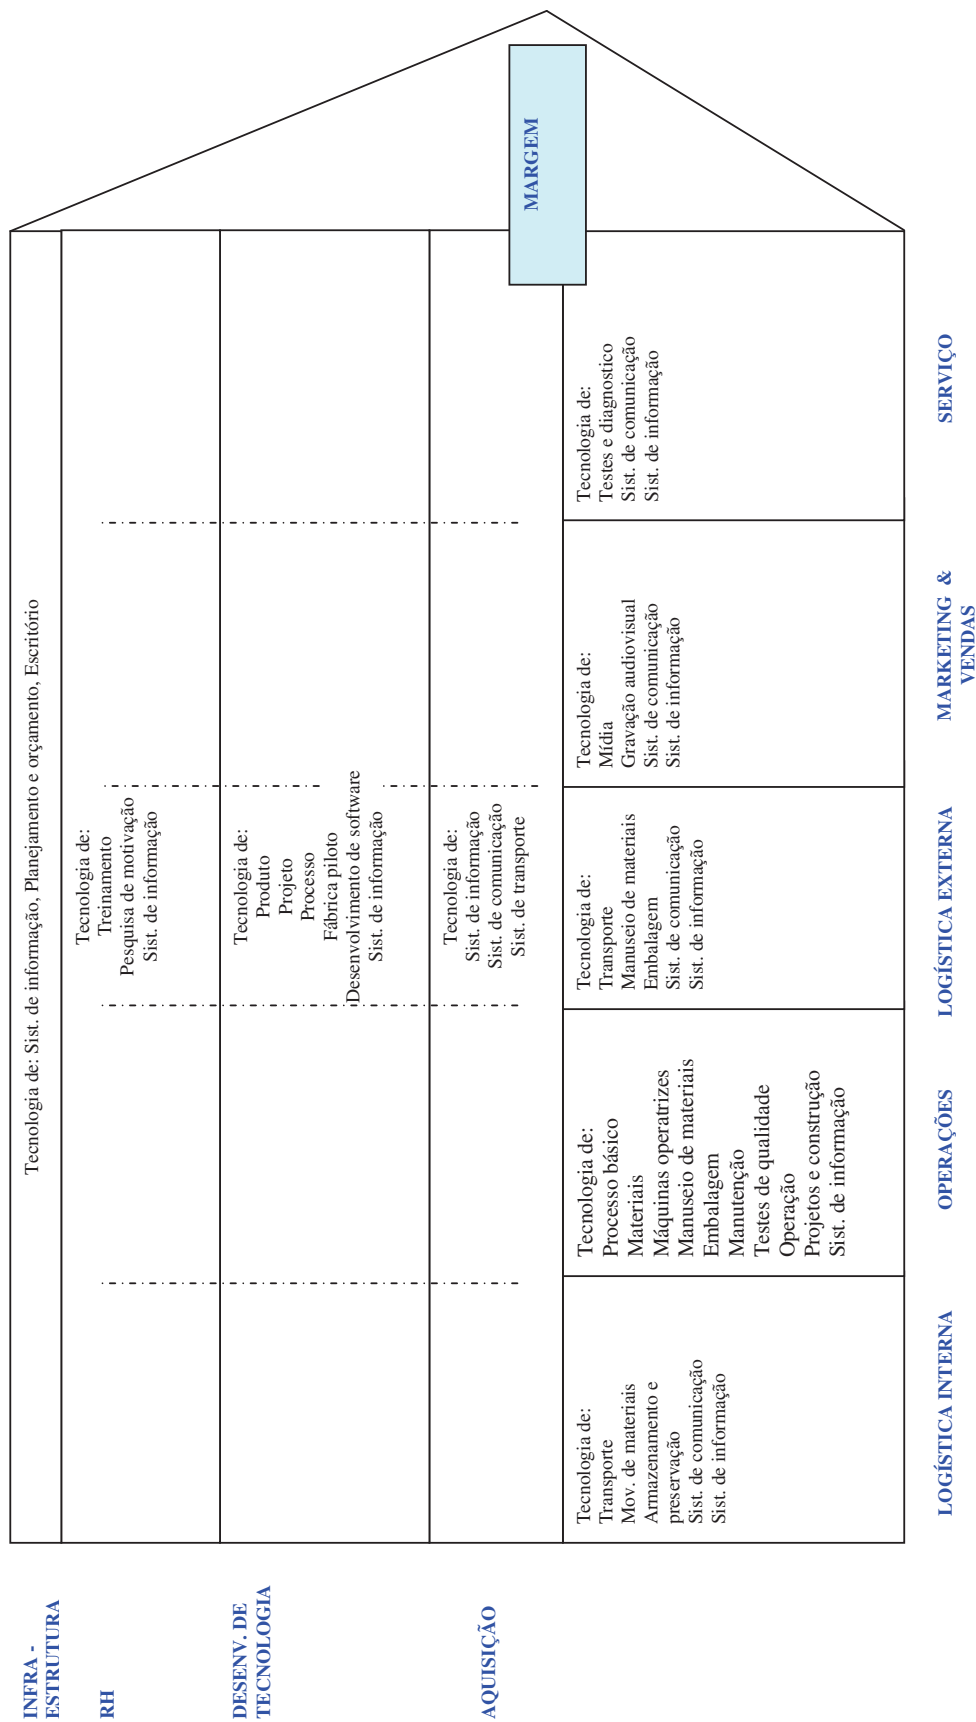 INFRA -
ESTRUTURA
Tecnologia de: Sist. de informação, Planejamento e orçamento, Escritório
RH
Tecnologia de:
Treinamento
Pesquisa de motivação
Sist. de informação
DESENV. DE
TECNOLOGIA
Tecnologia de:
Produto
Projeto
Processo
Fábrica piloto
Desenvolvimento de software
Sist. de informação
AQUISIÇÃO
Tecnologia de:
Sist. de informação
Sist. de comunicação
Sist. de transporte
MARGEM
Tecnologia de:
Transporte
Mov. de materiais
Armazenamento e
preservação
Sist. de comunicação
Sist. de informação
Tecnologia de:
Processo básico
Materiais
Máquinas operatrizes
Manuseio de materiais
Embalagem
Manutenção
Testes de qualidade
Operação
Projetos e construção
Sist. de informação
Tecnologia de:
Transporte
Manuseio de materiais
Embalagem
Sist. de comunicação
Sist. de informação
Tecnologia de:
Mídia
Gravação audiovisual
Sist. de comunicação
Sist. de informação
Tecnologia de:
Testes e diagnostico
Sist. de comunicação
Sist. de informação
LOGÍSTICA INTERNA
OPERAÇÕES
LOGÍSTICA EXTERNA
MARKETING &
VENDAS
SERVIÇO